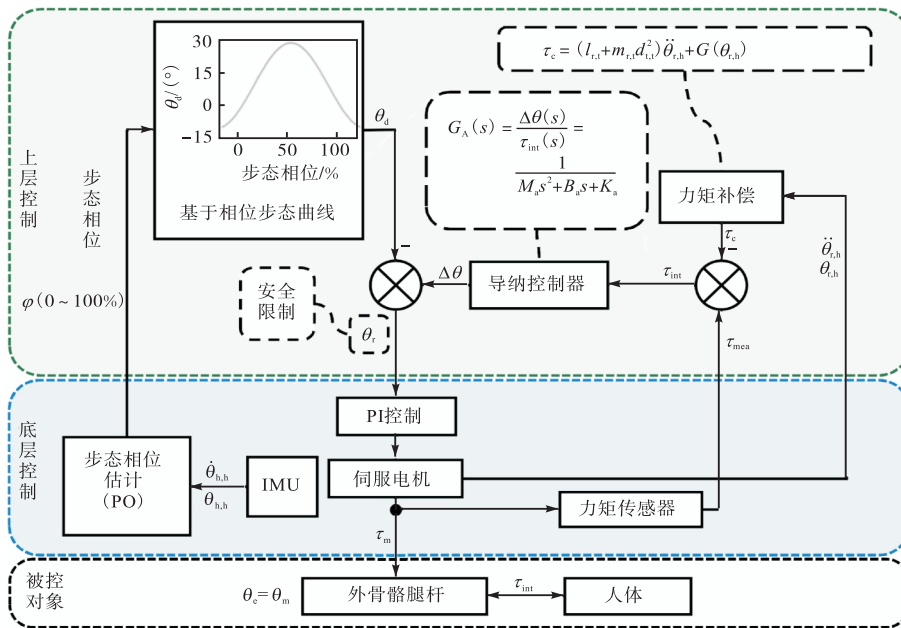 上层控制
步态相位
φ(0～100%)
30
15
0
−15
θd/(°)
0
50
100
步态相位/%
基于相位步态曲线
θd
−
τc=(lr,t+mr,td²t,t)θ̈r,h+G(θr,h)
GA(s)=Δθ(s)/τint(s)=
1/(Mas²+Bas+Ka)
力矩补偿
τc
−
θ̈r,h
θr,h
Δθ
导纳控制器
τint
τmea
安全
限制
θr
底层控制
PI控制
步态相位
估计
(PO)
θ̇h,h
θh,h
IMU
伺服电机
力矩传感器
τm
被控
对象
θe=θm
外骨骼腿杆
τint
人体